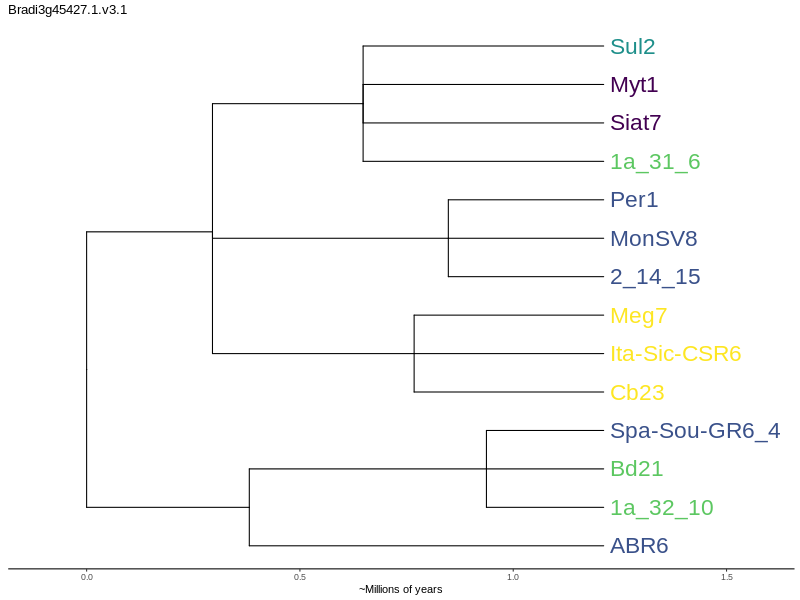 Bradi3g45427.1.v3.1
Sul2
Myt1
Siat7
1a_31_6
Per1
MonSV8
2_14_15
Meg7
Ita-Sic-CSR6
Cb23
Spa-Sou-GR6_4
Bd21
1a_32_10
ABR6
0.0 0.5 1.0 1.5
~Millions of years